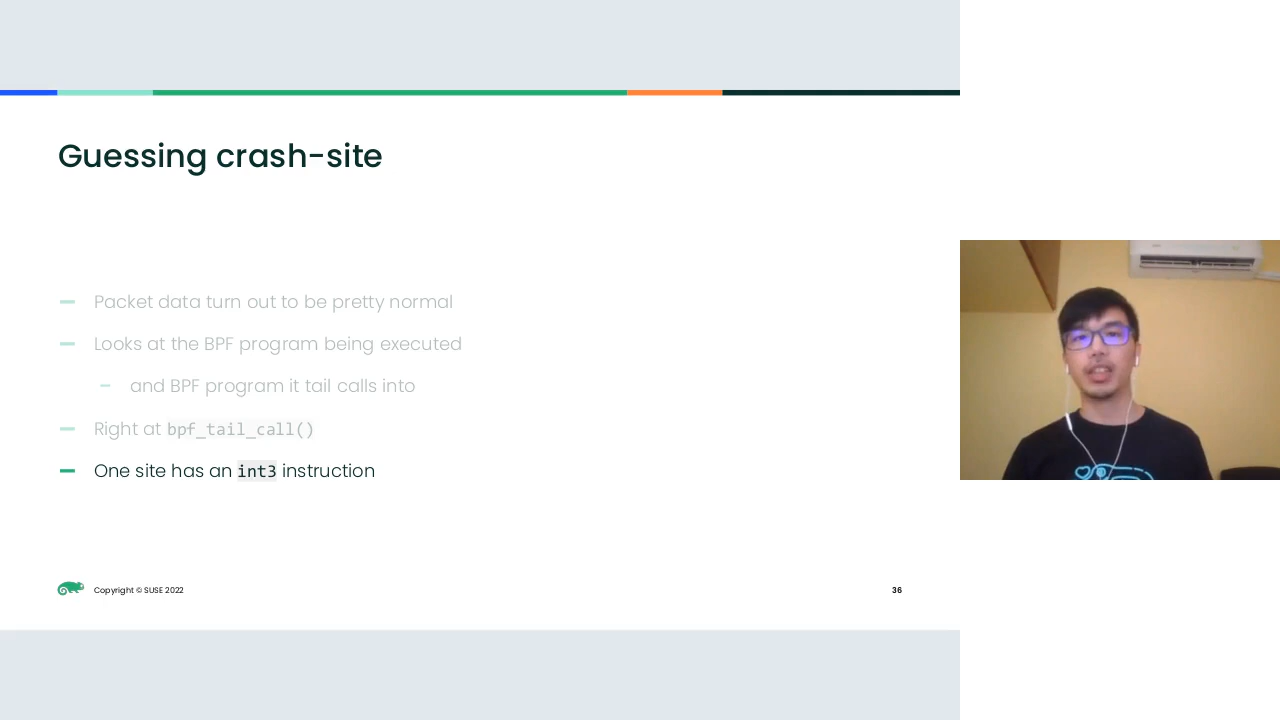 Guessing crash-site
Packet data turn out to be pretty normal
Looks at the BPF program being executed
and BPF program it tail calls into
Right at bpf_tail_call()
One site has an int3 instruction
Copyright © SUSE 2022
36